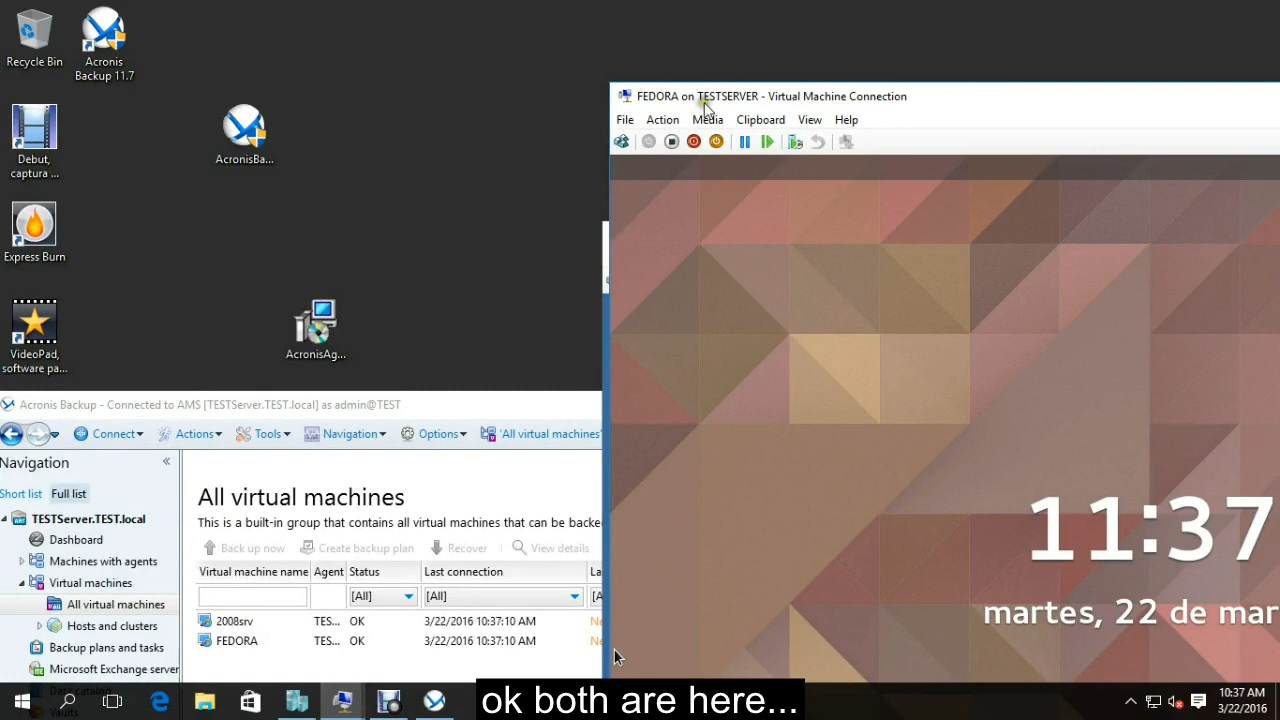 Recycle Bin
Acronis
Backup 11.7
Debut,
captura ...
AcronisBa...
Express Burn
VideoPad,
software pa...
AcronisAg...
FEDORA on TESTSERVER - Virtual Machine Connection
File Action Media Clipboard View Help
11:37
martes, 22 de mar
Acronis Backup - Connected to AMS [TESTServer.TEST.local] as admin@TEST
Connect Actions Tools Navigation Options 'All virtual machines'
Navigation
Short list Full list
TESTServer.TEST.local
Dashboard
Machines with agents
Virtual machines
All virtual machines
Hosts and clusters
Backup plans and tasks
Microsoft Exchange server
Data catalog
Vaults
All virtual machines
This is a built-in group that contains all virtual machines that can be backe
Back up now Create backup plan Recover View details
Virtual machine name Agent Status Last connection La
[All] [All] [A
2008srv TES... OK 3/22/2016 10:37:10 AM Ne
FEDORA TES... OK 3/22/2016 10:37:10 AM Ne
ok both are here...
10:37 AM
3/22/2016